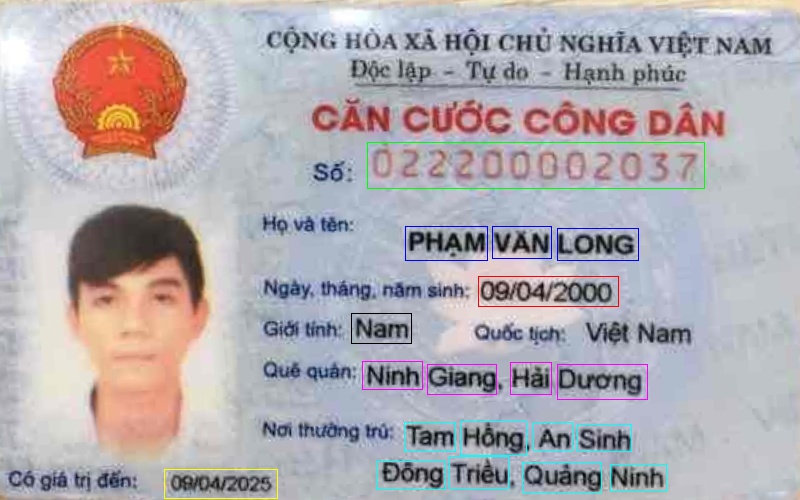 CỘNG HÒA XÃ HỘI CHỦ NGHĨA VIỆT NAM
Độc lập - Tự do - Hạnh phúc
CĂN CƯỚC CÔNG DÂN
Số: 022200002037
Họ và tên: PHẠM VĂN LONG
Ngày, tháng, năm sinh: 09/04/2000
Giới tính: Nam Quốc tịch: Việt Nam
Quê quán: Ninh Giang, Hải Dương
Nơi thường trú: Tam Hồng, An Sinh
Đông Triều, Quảng Ninh
Có giá trị đến: 09/04/2025